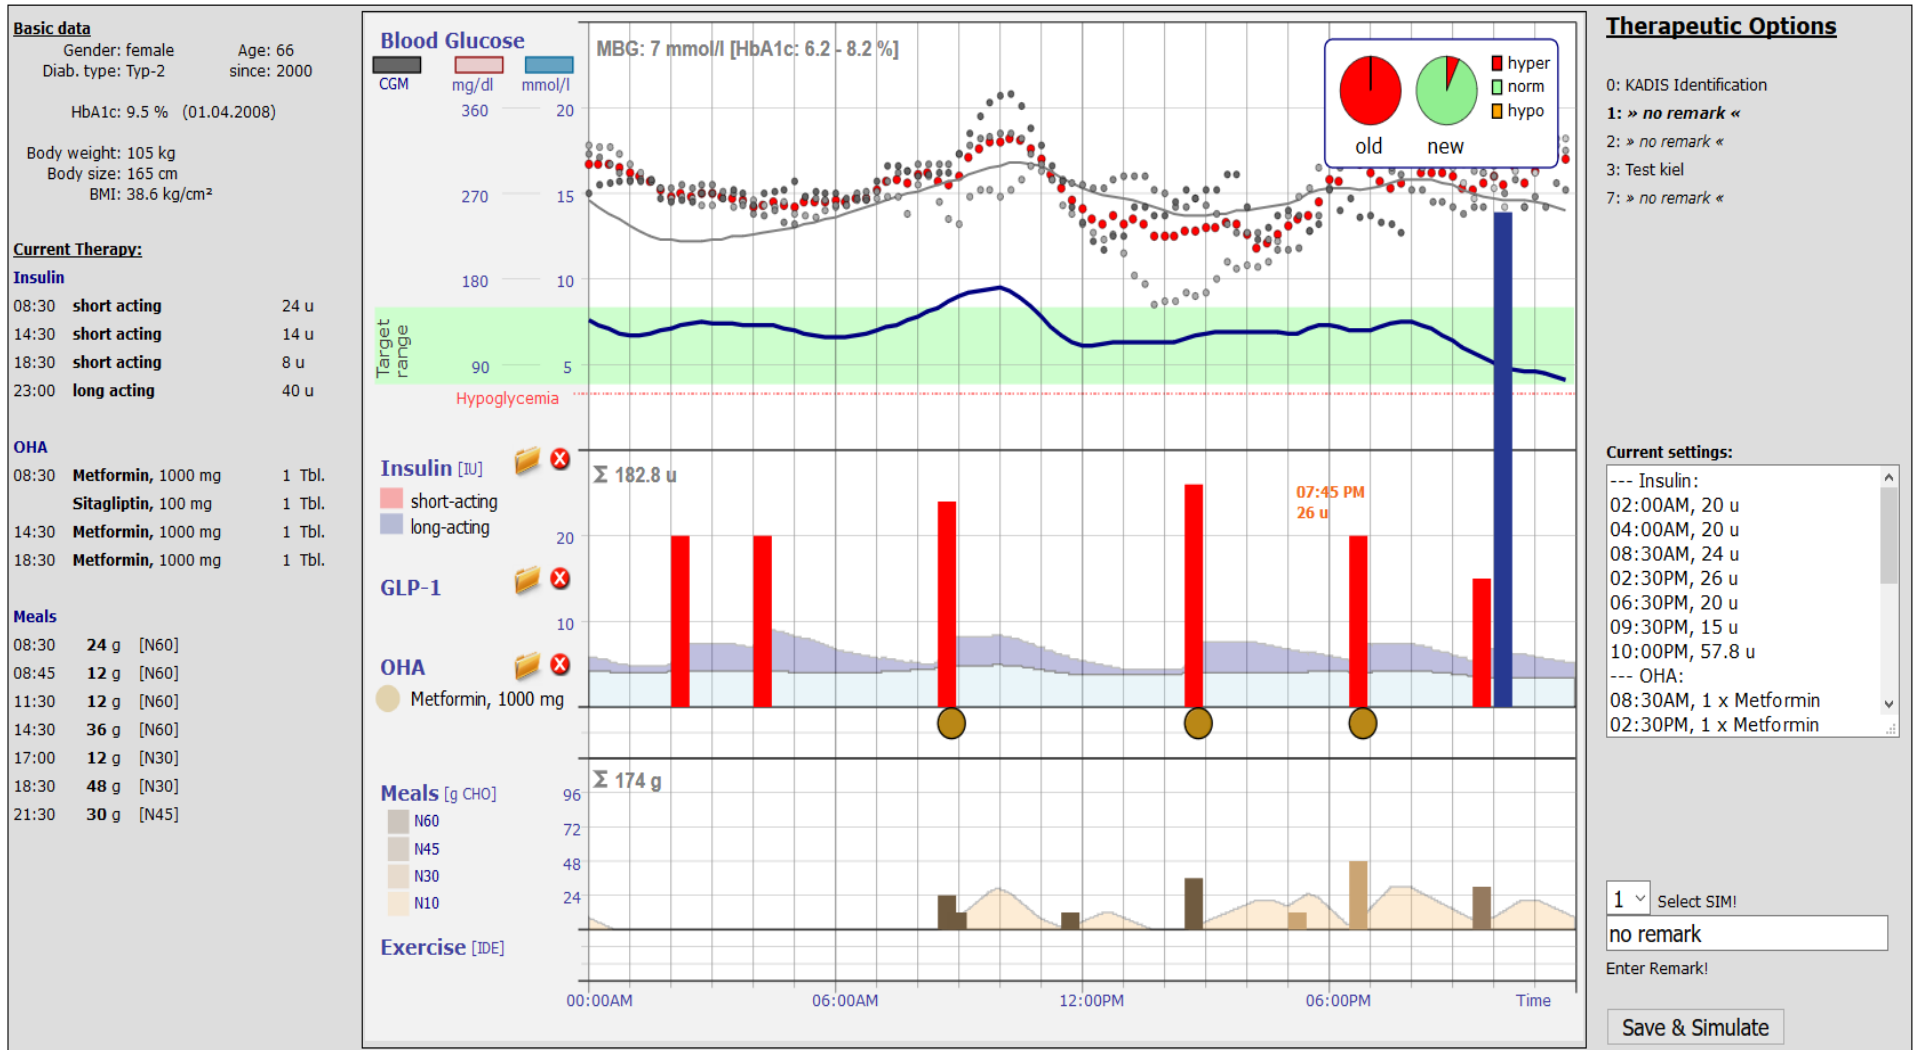 Basic data
Gender: female Age: 66
Diab. type: Typ-2 since: 2000
HbA1c: 9.5 % (01.04.2008)
Body weight: 105 kg
Body size: 165 cm
BMI: 38.6 kg/cm²
Current Therapy:
Insulin
08:30 short acting 24 u
14:30 short acting 14 u
18:30 short acting 8 u
23:00 long acting 40 u
OHA
08:30 Metformin, 1000 mg 1 Tbl.
Sitagliptin, 100 mg 1 Tbl.
14:30 Metformin, 1000 mg 1 Tbl.
18:30 Metformin, 1000 mg 1 Tbl.
Meals
08:30 24 g [N60]
08:45 12 g [N60]
11:30 12 g [N60]
14:30 36 g [N60]
17:00 12 g [N30]
18:30 48 g [N30]
21:30 30 g [N45]
Blood Glucose
CGM mg/dl mmol/l
MBG: 7 mmol/l [HbA1c: 6.2 - 8.2 %]
360 20
270 15
180 10
90 5
Target
range
Hypoglycemia
hyper
norm
hypo
old new
Insulin [IU]
short-acting
long-acting
Σ 182.8 u
07:45 PM
26 u
20
10
GLP-1
OHA
Metformin, 1000 mg
Meals [g CHO]
N60
N45
N30
N10
Σ 174 g
96
72
48
24
Exercise [IDE]
00:00AM 06:00AM 12:00PM 06:00PM Time
Therapeutic Options
0: KADIS Identification
1: » no remark «
2: » no remark «
3: Test kiel
7: » no remark «
Current settings:
--- Insulin:
02:00AM, 20 u
04:00AM, 20 u
08:30AM, 24 u
02:30PM, 26 u
06:30PM, 20 u
09:30PM, 15 u
10:00PM, 57.8 u
--- OHA:
08:30AM, 1 x Metformin
02:30PM, 1 x Metformin
1 Select SIM!
no remark
Enter Remark!
Save & Simulate